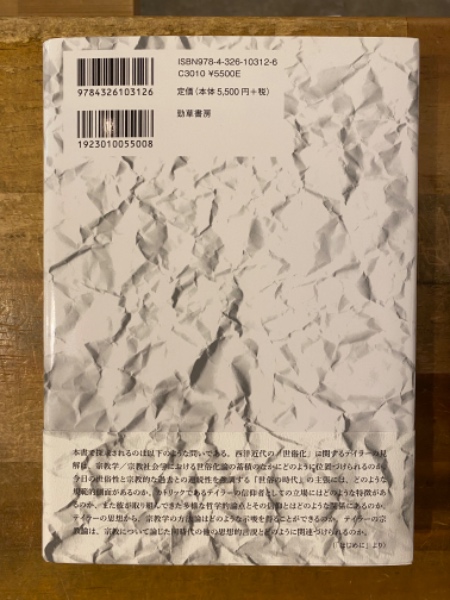 ISBN978-4-326-10312-6
C3010 ¥5500E
定価(本体5,500円+税)
勁草書房
9784326103126
1923010055008
本書で探求されるのは以下のような問いである。西洋近代の「世俗化」に関するテイラーの見
解は、宗教学/宗教社会学における世俗化論の蓄積のなかにどのように位置づけられるのか。
今日の世俗性と宗教的な過去との連続性を強調する『世俗の時代』の主張には、どのような
規範的側面があるのか。カトリックであるテイラーの信仰者としての立場にはどのような特徴があ
るのか。また彼が取り組んできた多様な哲学的論点とその信仰とはどのような関係にあるのか。
テイラーの思想から、宗教学の方法論はどのような示唆を得ることができるのか。テイラーの宗
教論は、宗教について論じた同時代の他の思想的言説とどのように関連づけられるのか。
(「はじめに」より)